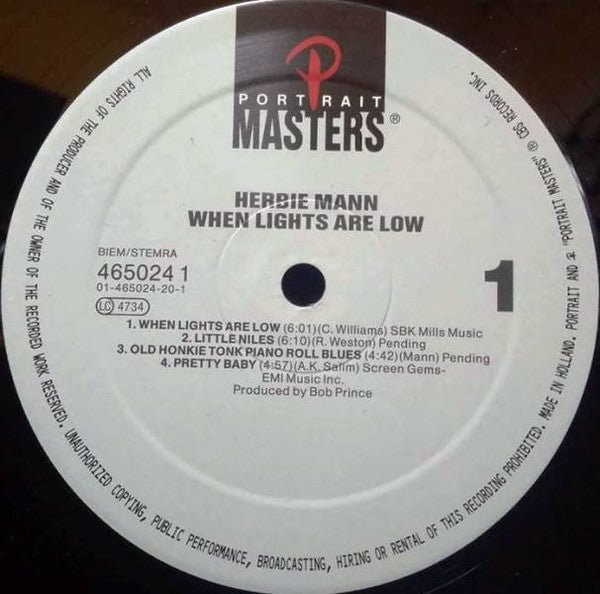 PORTRAIT
MASTERS®
HERBIE MANN
WHEN LIGHTS ARE LOW
BIEM/STEMRA
465024 1
01-465024-20-1
LC 4734
1
1. WHEN LIGHTS ARE LOW (6:01)(C. Williams) SBK Mills Music
2. LITTLE NILES (6:10)(R. Weston) Pending
3. OLD HONKIE TONK PIANO ROLL BLUES (4:42)(Mann) Pending
4. PRETTY BABY (4:57)(A.K. Salim) Screen Gems-
EMI Music Inc.
Produced by Bob Prince
ALL RIGHTS OF THE PRODUCER AND OF THE OWNER OF THE RECORDED WORK RESERVED. UNAUTHORIZED COPYING, PUBLIC PERFORMANCE, BROADCASTING, HIRING OR RENTAL OF THIS RECORDING PROHIBITED. MADE IN HOLLAND. PORTRAIT AND "PORTRAIT MASTERS" ℗ CBS RECORDS INC.